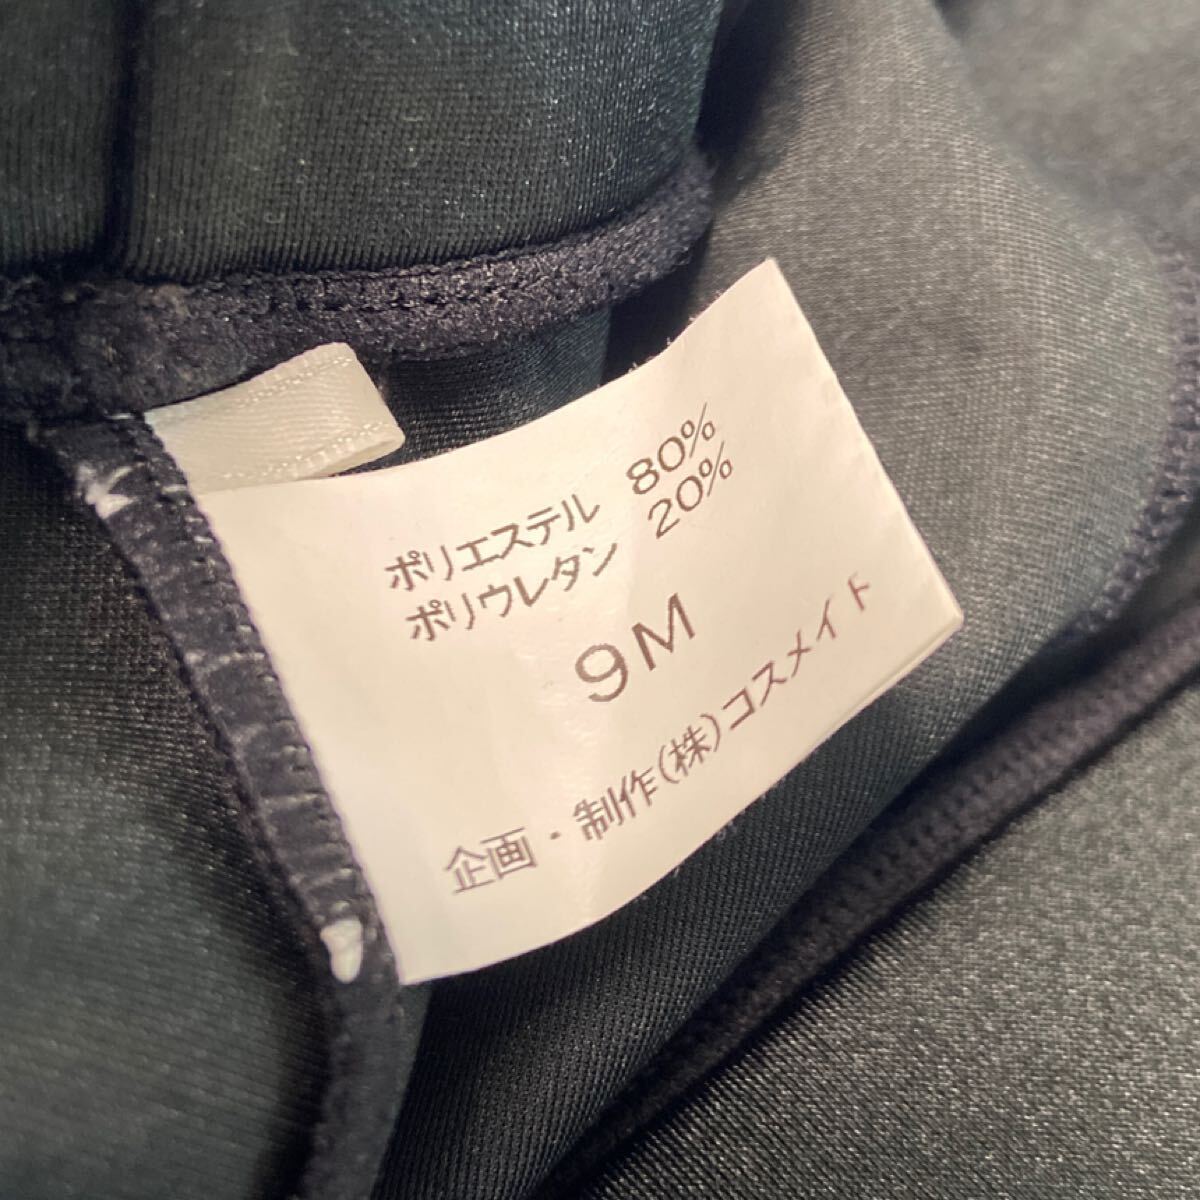 ポリエステル 80%
ポリウレタン 20%
9M
企画・制作(株)コスメイト